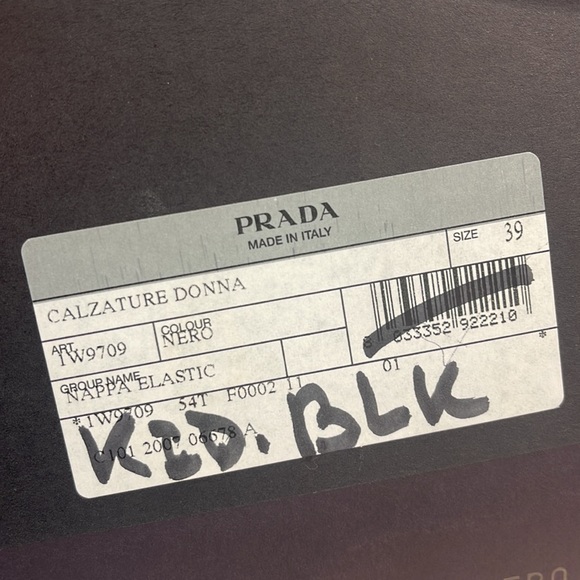 PRADA
MADE IN ITALY
SIZE 39
CALZATURE DONNA
ART. 1W9709
COLOUR NERO
8 033352 922210
GROUP NAME NAPPA ELASTIC
*1W9709 54T F0002 11 01 *
C101 2007 06678 A
KID. BLK